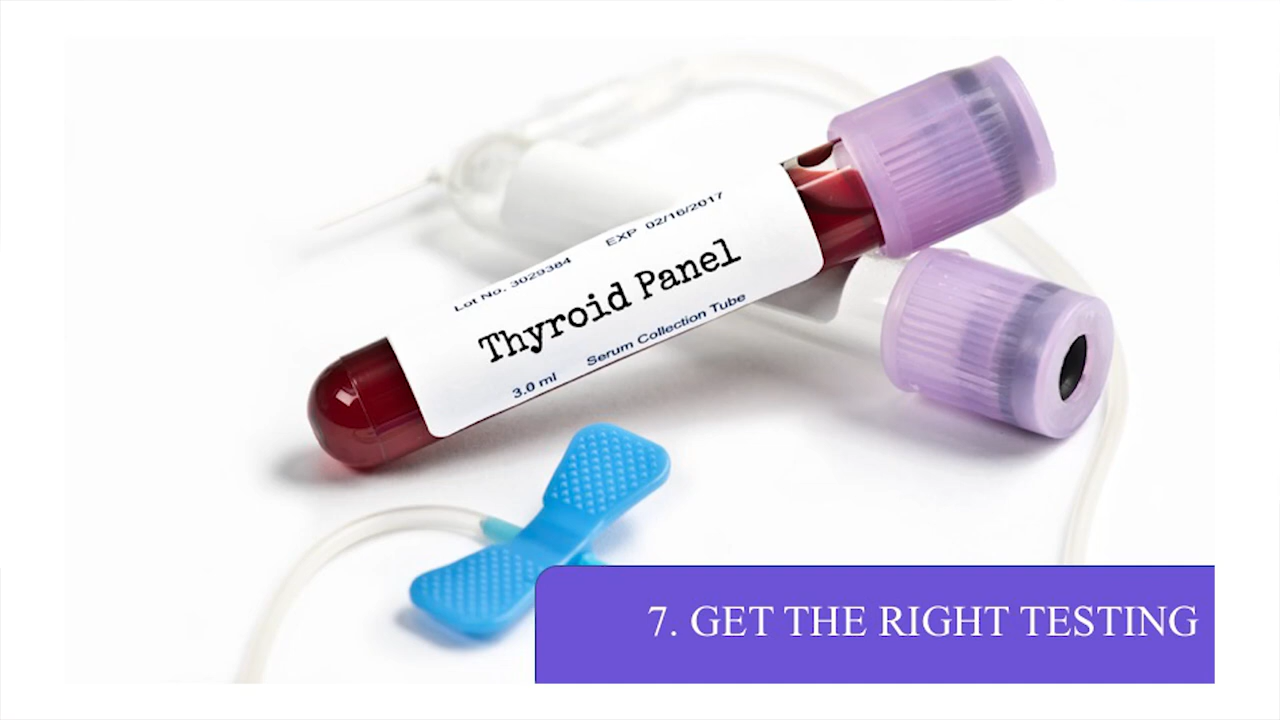 Lot No. 3029384 EXP 02/16/2017
Thyroid Panel
3.0 ml Serum Collection Tube
7. GET THE RIGHT TESTING